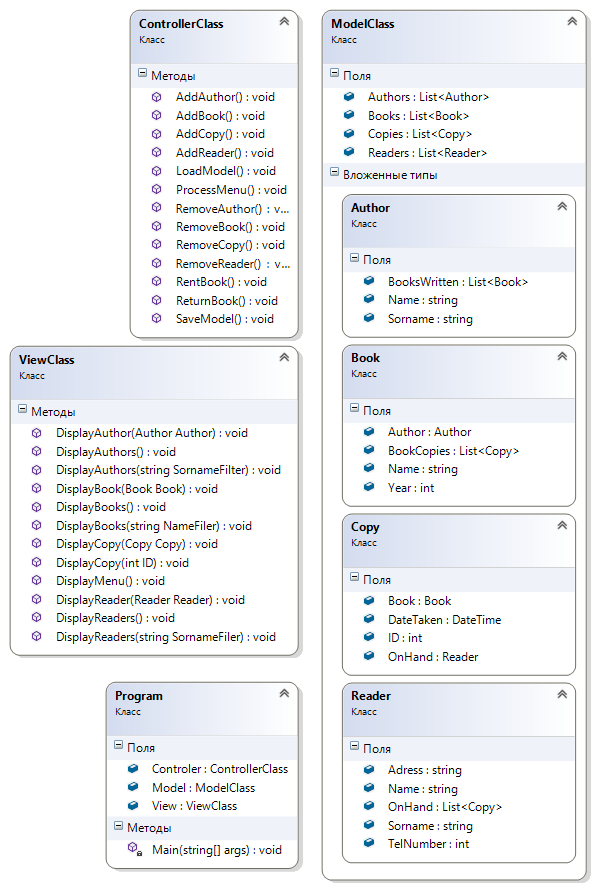 ControllerClass
Класс
Методы
AddAuthor() : void
AddBook() : void
AddCopy() : void
AddReader() : void
LoadModel() : void
ProcessMenu() : void
RemoveAuthor() : v...
RemoveBook() : void
RemoveCopy() : void
RemoveReader() : v...
RentBook() : void
ReturnBook() : void
SaveModel() : void
ViewClass
Класс
Методы
DisplayAuthor(Author Author) : void
DisplayAuthors() : void
DisplayAuthors(string SornameFilter) : void
DisplayBook(Book Book) : void
DisplayBooks() : void
DisplayBooks(string NameFiler) : void
DisplayCopy(Copy Copy) : void
DisplayCopy(int ID) : void
DisplayMenu() : void
DisplayReader(Reader Reader) : void
DisplayReaders() : void
DisplayReaders(string SornameFiler) : void
Program
Класс
Поля
Controler : ControllerClass
Model : ModelClass
View : ViewClass
Методы
Main(string[] args) : void
ModelClass
Класс
Поля
Authors : List<Author>
Books : List<Book>
Copies : List<Copy>
Readers : List<Reader>
Вложенные типы
Author
Класс
Поля
BooksWritten : List<Book>
Name : string
Sorname : string
Book
Класс
Поля
Author : Author
BookCopies : List<Copy>
Name : string
Year : int
Copy
Класс
Поля
Book : Book
DateTaken : DateTime
ID : int
OnHand : Reader
Reader
Класс
Поля
Adress : string
Name : string
OnHand : List<Copy>
Sorname : string
TelNumber : int